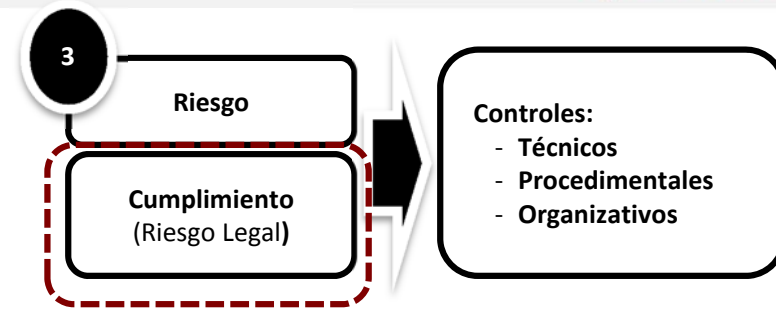 3
Riesgo
Cumplimiento
(Riesgo Legal)
Controles:
- Técnicos
- Procedimentales
- Organizativos